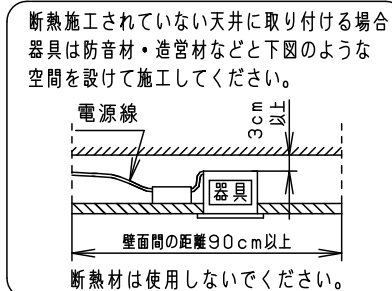 断熱施工されていない天井に取り付ける場合
器具は防音材・造営材などと下図のような
空間を設けて施工してください。
電源線
3cm
以上
器具
壁面間の距離90cm以上
断熱材は使用しないでください。